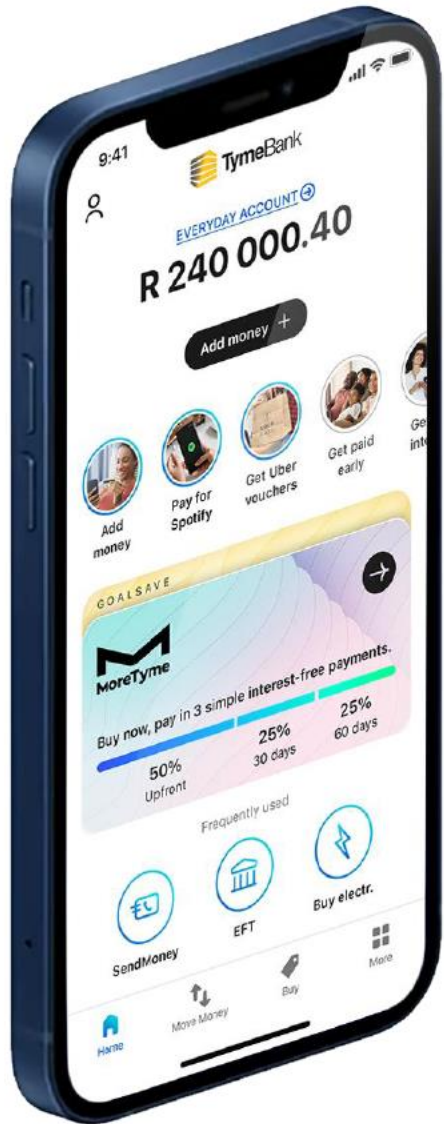 9:41
TymeBank
EVERYDAY ACCOUNT
R 240 000.40
Add money +
Add
money
Pay for
Spotify
Get Uber
vouchers
Get paid
early
GOALSAVE
MoreTyme
Buy now, pay in 3 simple interest-free payments.
50%
Upfront
25%
30 days
25%
60 days
Frequently used
SendMoney
EFT
Buy electr.
Home
Move Money
Buy
More